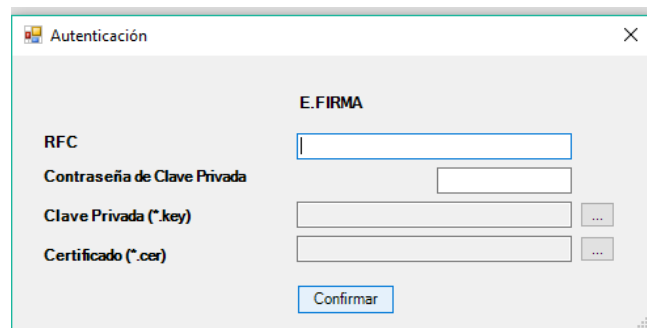 Autenticación
E.FIRMA
RFC
Contraseña de Clave Privada
Clave Privada (*.key)
...
Certificado (*.cer)
...
Confirmar